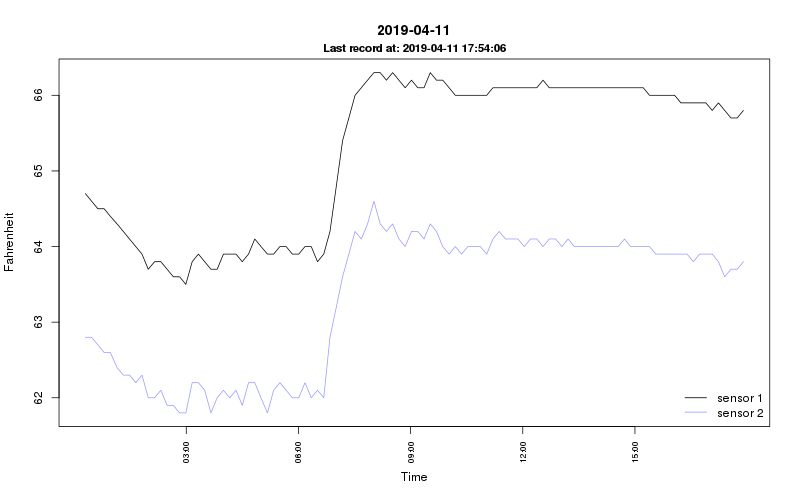 2019-04-11
Last record at: 2019-04-11 17:54:06
Fahrenheit
66
65
64
63
62
sensor 1
sensor 2
03:00
06:00
09:00
12:00
15:00
Time